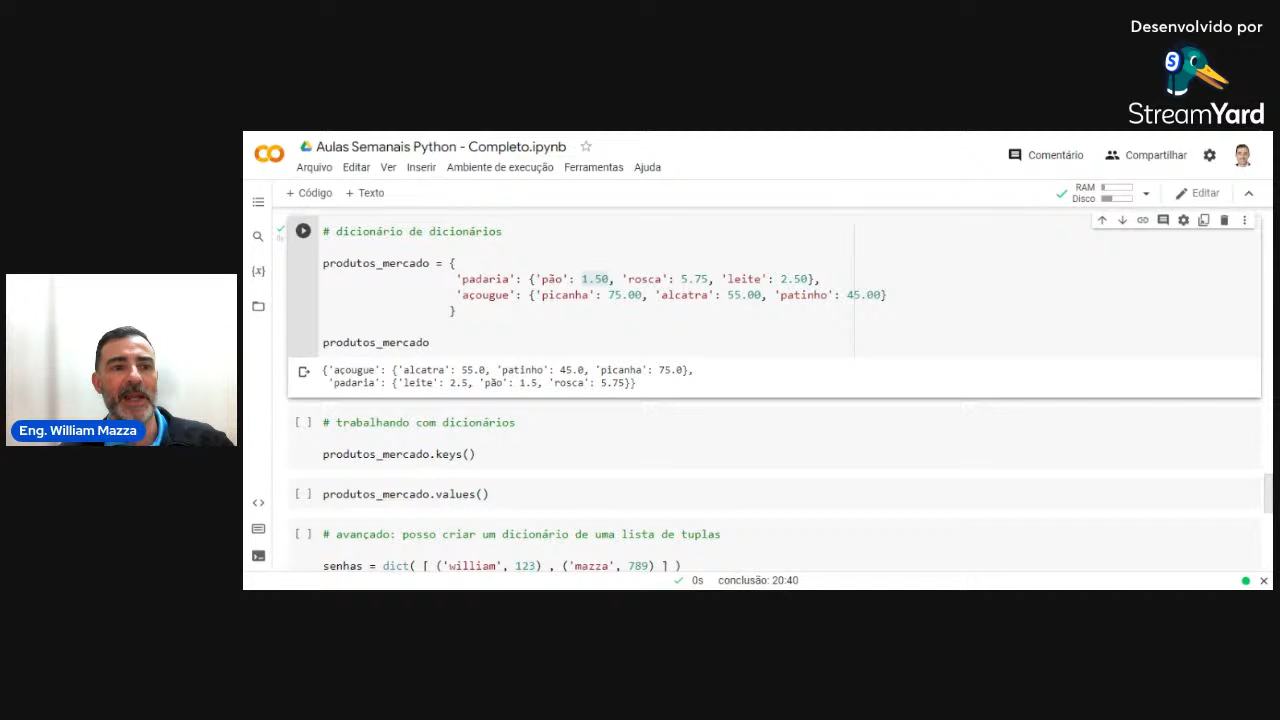 Desenvolvido por
StreamYard
Aulas Semanais Python - Completo.ipynb
Comentário
Compartilhar
Arquivo Editar Ver Inserir Ambiente de execução Ferramentas Ajuda
+ Código + Texto
RAM
Disco
Editar
# dicionário de dicionários
produtos_mercado = {
'padaria': {'pão': 1.50, 'rosca': 5.75, 'leite': 2.50},
'açougue': {'picanha': 75.00, 'alcatra': 55.00, 'patinho': 45.00}
}
produtos_mercado
{'açougue': {'alcatra': 55.0, 'patinho': 45.0, 'picanha': 75.0},
'padaria': {'leite': 2.5, 'pão': 1.5, 'rosca': 5.75}}
[ ] # trabalhando com dicionários
produtos_mercado.keys()
[ ] produtos_mercado.values()
[ ] # avançado: posso criar um dicionário de uma lista de tuplas
senhas = dict( [ ('william', 123) , ('mazza', 789) ] )
0s conclusão: 20:40
Eng. William Mazza